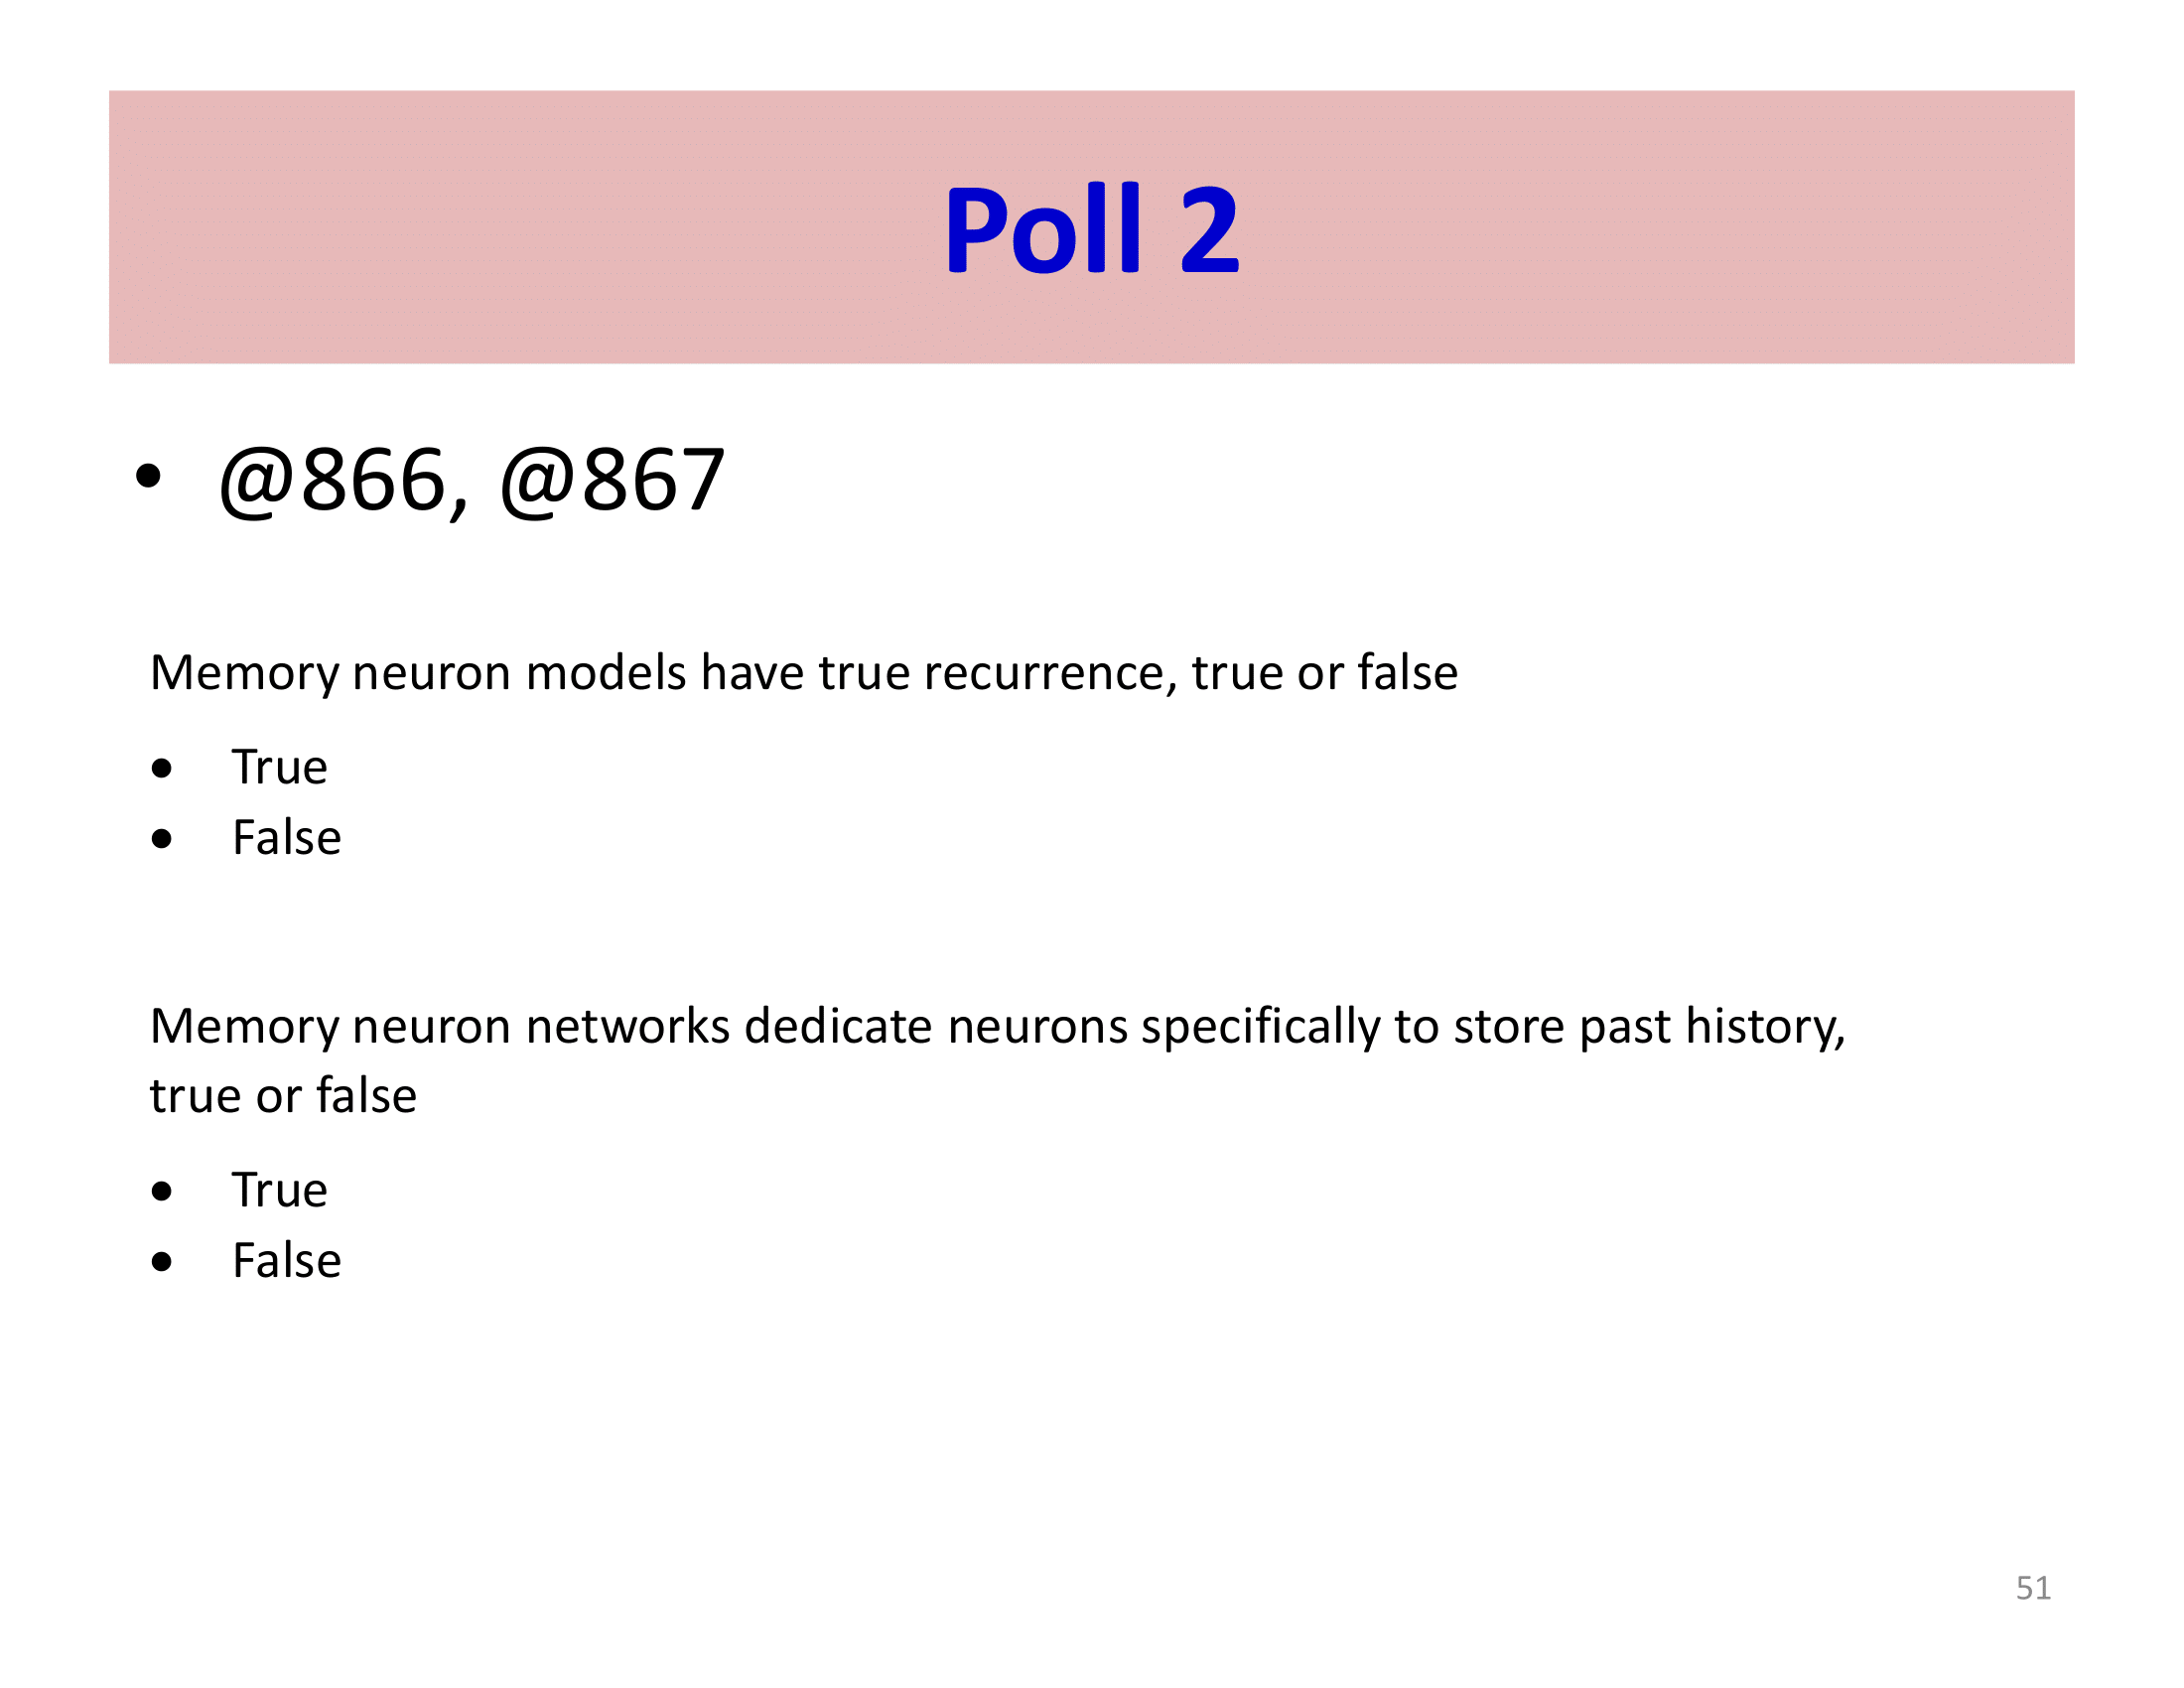 Poll 2
• @866, @867
Memory neuron models have true recurrence, true or false
• True
• False
Memory neuron networks dedicate neurons specifically to store past history,
true or false
• True
• False
51